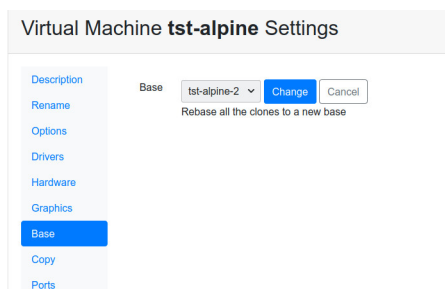 Virtual Machine tst-alpine Settings
Description
Rename
Options
Drivers
Hardware
Graphics
Base
Copy
Ports
Base tst-alpine-2 Change Cancel
Rebase all the clones to a new base